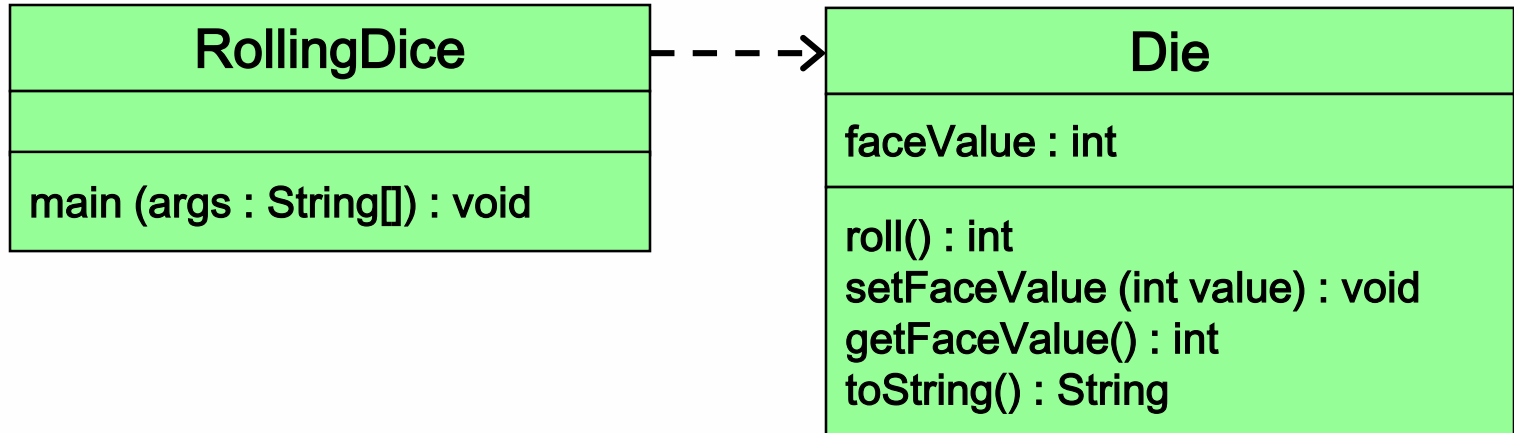 RollingDice
main (args : String[]) : void
Die
faceValue : int
roll() : int
setFaceValue (int value) : void
getFaceValue() : int
toString() : String